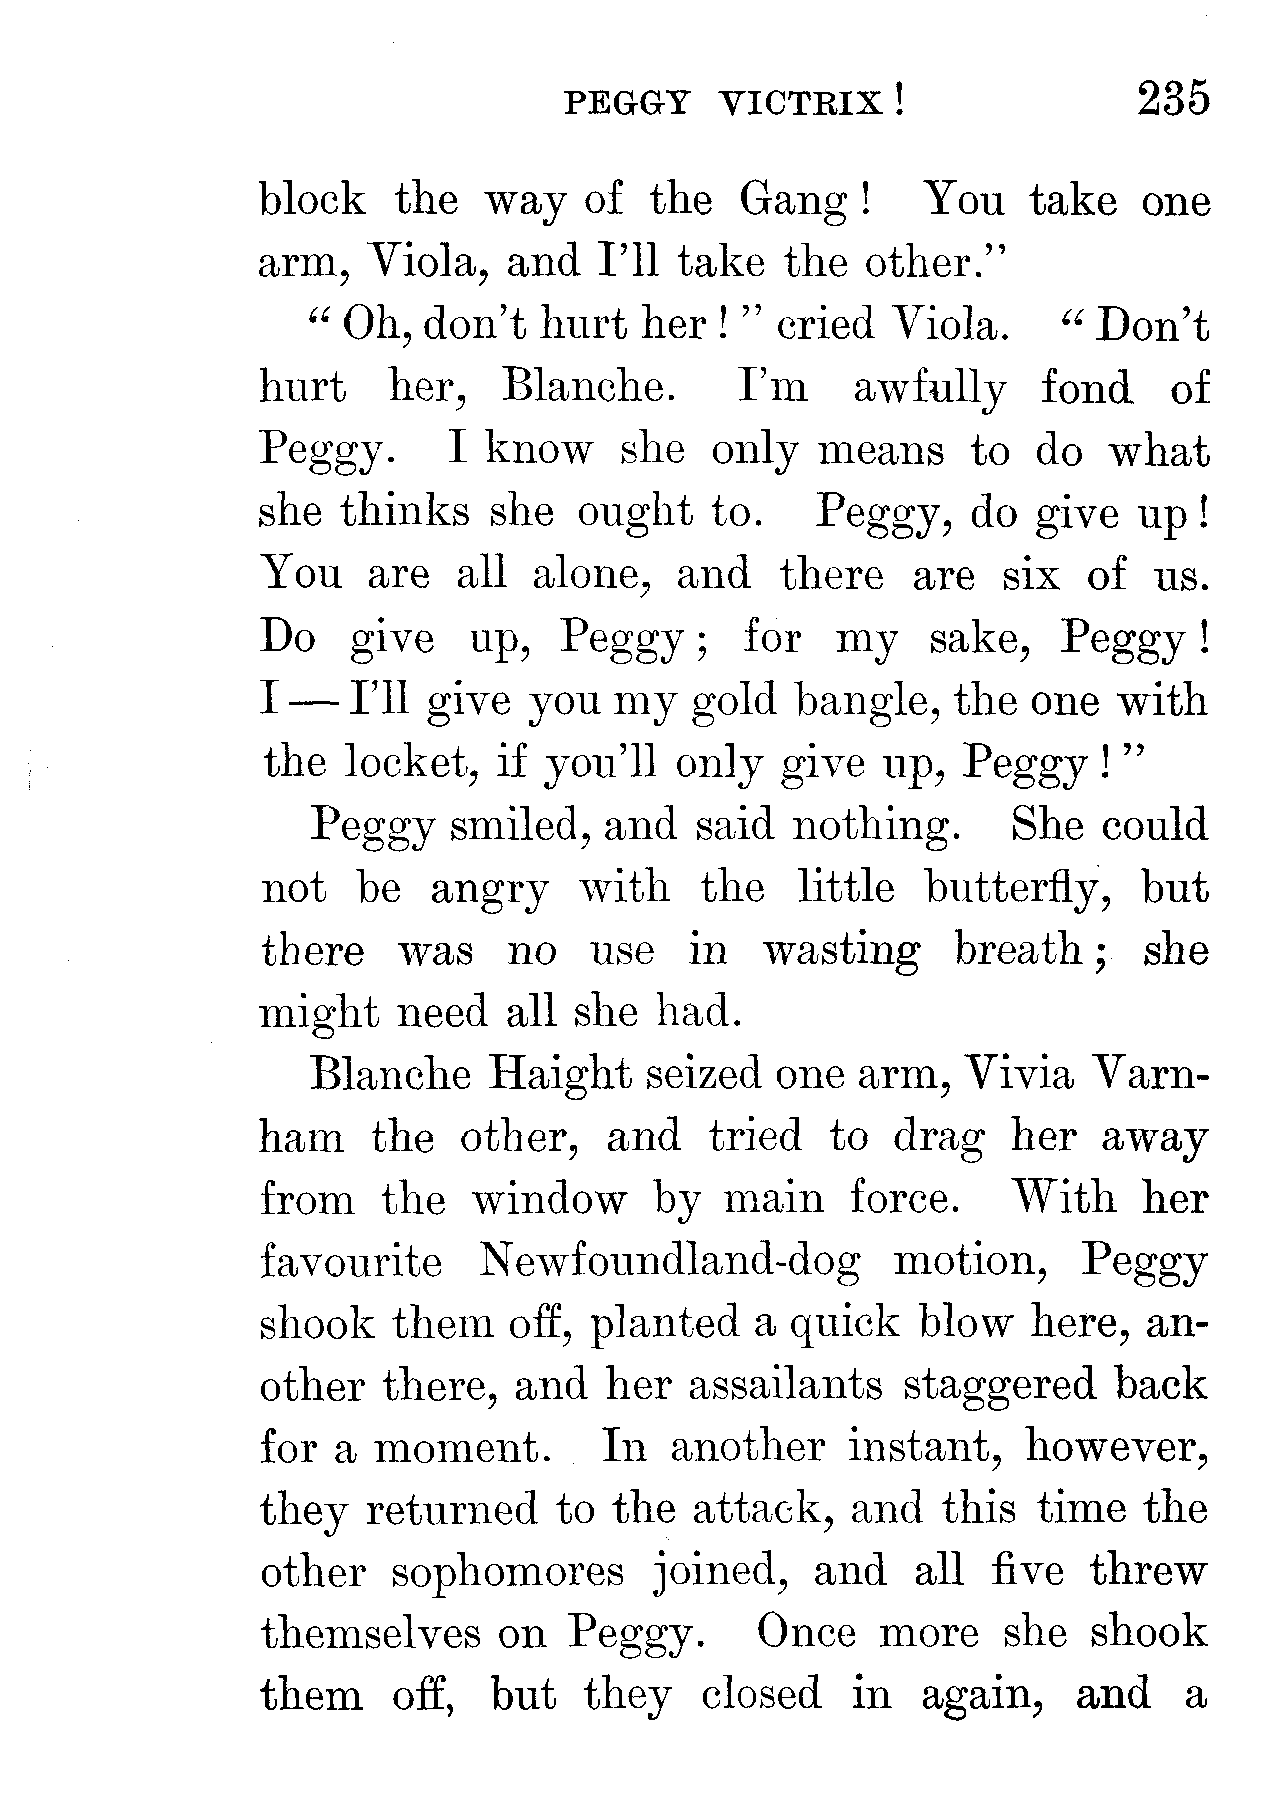 PEGGY VICTRIX! 235
block the way of the Gang! You take one
arm, Viola, and I'll take the other."
"Oh, don't hurt her!" cried Viola. "Don't
hurt her, Blanche. I'm awfully fond of
Peggy. I know she only means to do what
she thinks she ought to. Peggy, do give up!
You are all alone, and there are six of us.
Do give up, Peggy; for my sake, Peggy!
I — I'll give you my gold bangle, the one with
the locket, if you'll only give up, Peggy!"
Peggy smiled, and said nothing. She could
not be angry with the little butterfly, but
there was no use in wasting breath; she
might need all she had.
Blanche Haight seized one arm, Vivia Varn-
ham the other, and tried to drag her away
from the window by main force. With her
favourite Newfoundland-dog motion, Peggy
shook them off, planted a quick blow here, an-
other there, and her assailants staggered back
for a moment. In another instant, however,
they returned to the attack, and this time the
other sophomores joined, and all five threw
themselves on Peggy. Once more she shook
them off, but they closed in again, and a